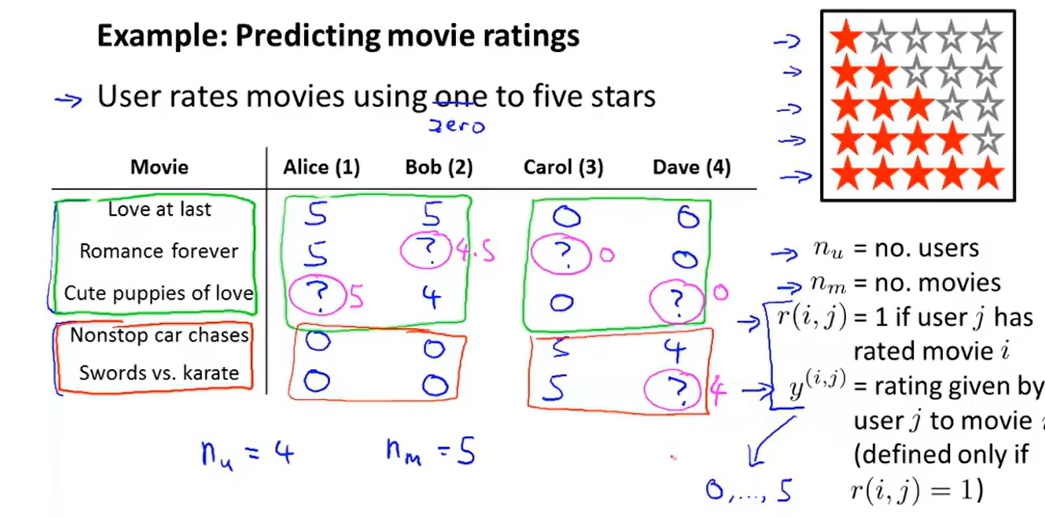 Example: Predicting movie ratings
→ User rates movies using one to five stars
zero
Movie Alice (1) Bob (2) Carol (3) Dave (4)
Love at last 5 5 0 0
Romance forever 5 ? 4.5 ? 0 0
Cute puppies of love ? 5 4 0 ? 0
Nonstop car chases 0 0 5 4
Swords vs. karate 0 0 5 ? 4
n_u = 4 n_m = 5
→ n_u = no. users
→ n_m = no. movies
→ r(i, j) = 1 if user j has
rated movie i
→ y^(i,j) = rating given by
user j to movie
(defined only if
r(i, j) = 1)
0,..., 5